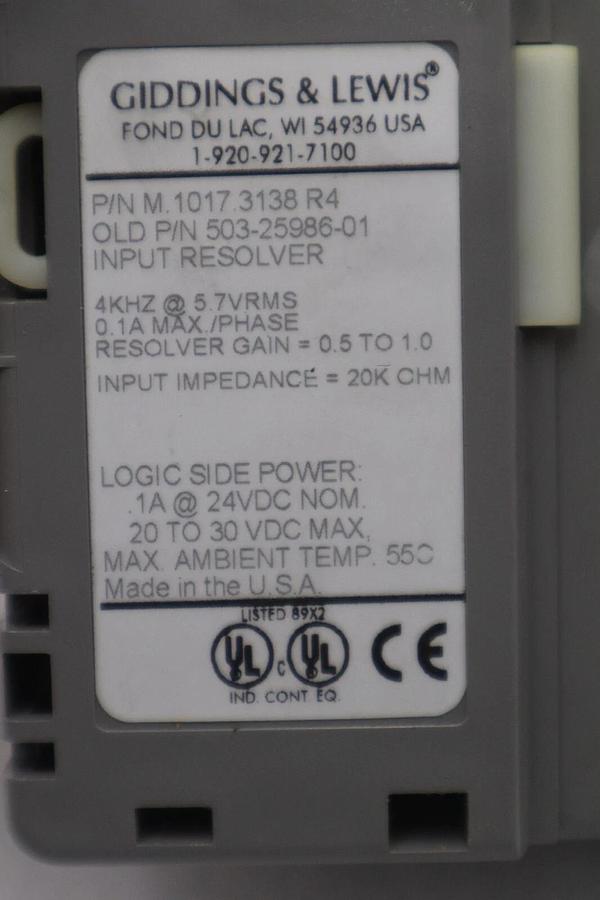 GIDDINGS & LEWIS®
FOND DU LAC, WI 54936 USA
1-920-921-7100
P/N M.1017.3138 R4
OLD P/N 503-25986-01
INPUT RESOLVER
4KHZ @ 5.7VRMS
0.1A MAX./PHASE
RESOLVER GAIN = 0.5 TO 1.0
INPUT IMPEDANCE = 20K OHM
LOGIC SIDE POWER:
.1A @ 24VDC NOM.
20 TO 30 VDC MAX,
MAX. AMBIENT TEMP. 55C
Made in the U.S.A.
LISTED 89X2
UL c UL CE
IND. CONT. EQ.